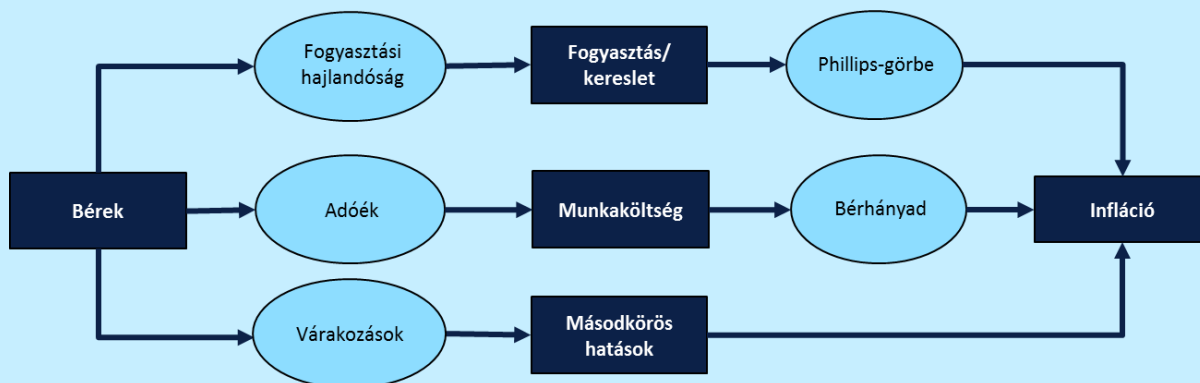 Fogyasztási
hajlandóság
Fogyasztás/
kereslet
Phillips-görbe
Bérek
Adóék
Munkaköltség
Bérhányad
Infláció
Várakozások
Másodkörös
hatások